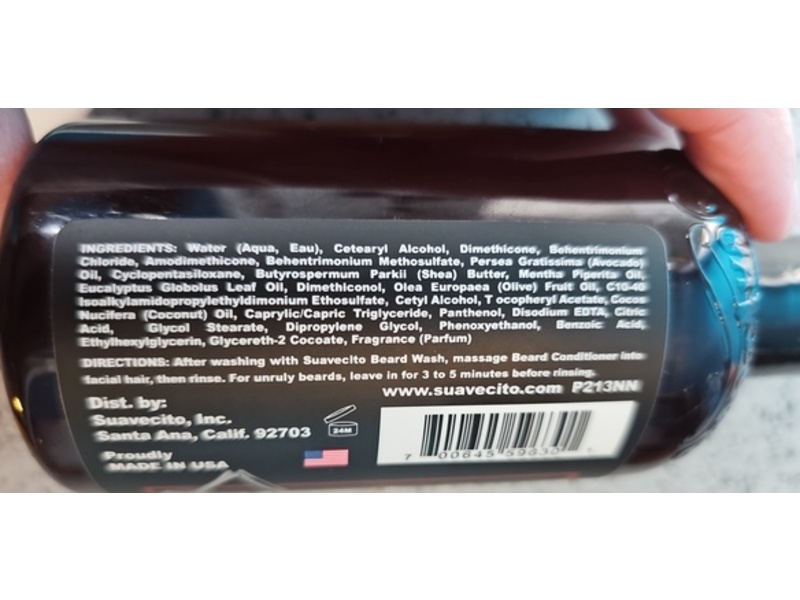 INGREDIENTS: Water (Aqua, Eau), Cetearyl Alcohol, Dimethicone, Behentrimonium
Chloride, Amodimethicone, Behentrimonium Methosulfate, Persea Gratissima (Avocado)
Oil, Cyclopentasiloxane, Butyrospermum Parkii (Shea) Butter, Mentha Piperita Oil,
Eucalyptus Globolus Leaf Oil, Dimethiconol, Olea Europaea (Olive) Fruit Oil, C10-40
Isoalkylamidopropylethyldimonium Ethosulfate, Cetyl Alcohol, T ocopheryl Acetate, Cocos
Nucifera (Coconut) Oil, Caprylic/Capric Triglyceride, Panthenol, Disodium EDTA, Citric
Acid, Glycol Stearate, Dipropylene Glycol, Phenoxyethanol, Benzoic Acid,
Ethylhexylglycerin, Glycereth-2 Cocoate, Fragrance (Parfum)
DIRECTIONS: After washing with Suavecito Beard Wash, massage Beard Conditioner into
facial hair, then rinse. For unruly beards, leave in for 3 to 5 minutes before rinsing.
www.suavecito.com P213NN
Dist. by:
Suavecito, Inc.
Santa Ana, Calif. 92703
24M
Proudly
MADE IN USA
7 00645